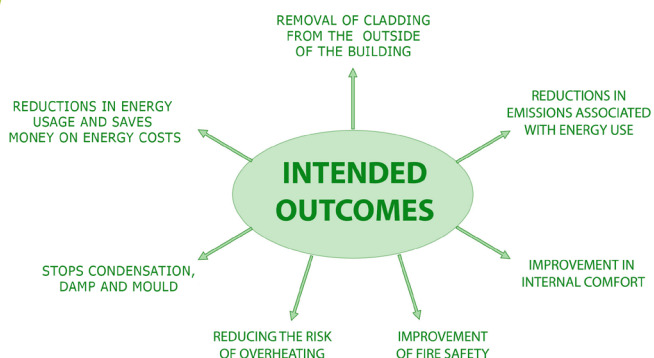 REMOVAL OF CLADDING
FROM THE OUTSIDE
OF THE BUILDING
REDUCTIONS IN
EMISSIONS ASSOCIATED
WITH ENERGY USE
REDUCTIONS IN ENERGY
USAGE AND SAVES
MONEY ON ENERGY COSTS
INTENDED
OUTCOMES
STOPS CONDENSATION,
DAMP AND MOULD
IMPROVEMENT IN
INTERNAL COMFORT
REDUCING THE RISK
OF OVERHEATING
IMPROVEMENT
OF FIRE SAFETY